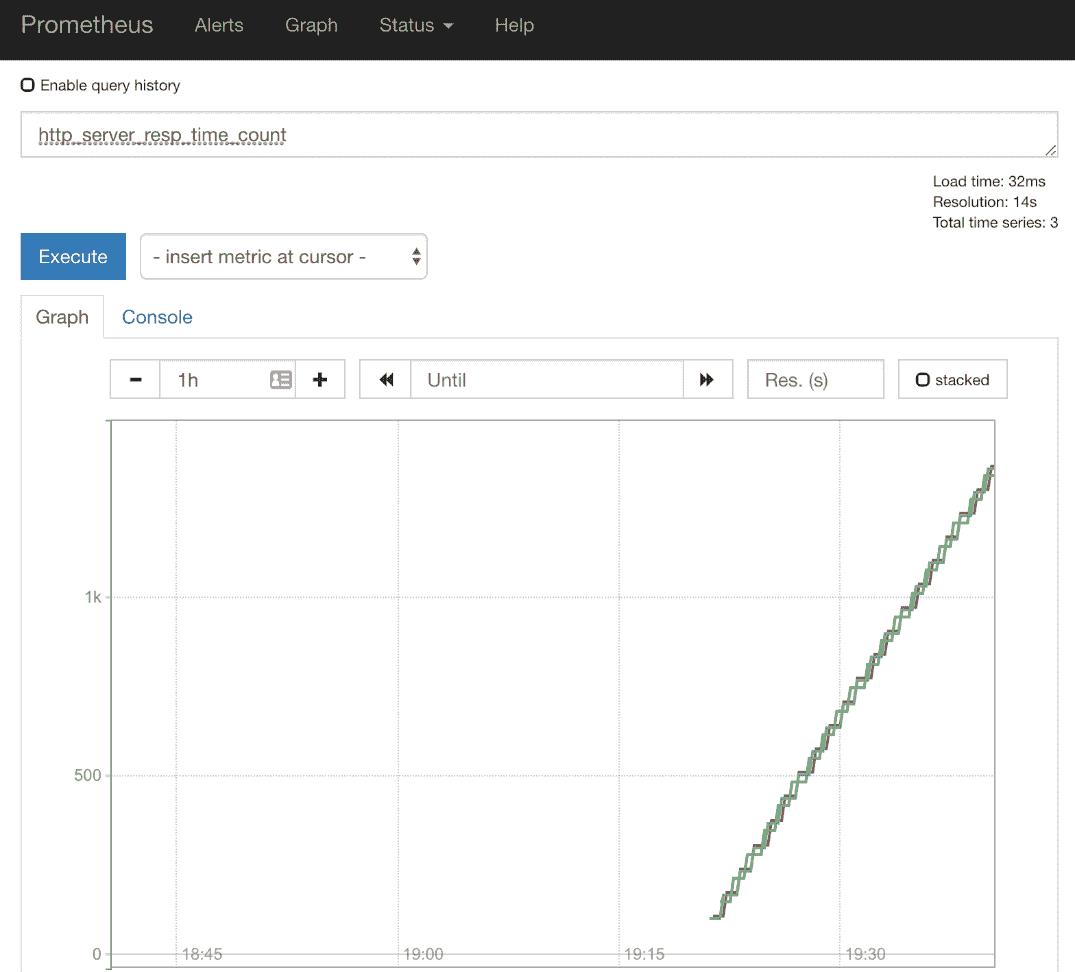 Prometheus Alerts Graph Status Help
Enable query history
http_server_resp_time_count
Load time: 32ms
Resolution: 14s
Total time series: 3
Execute - insert metric at cursor -
Graph Console
1h Until Res. (s) stacked
1k
500
0
18:45 19:00 19:15 19:30